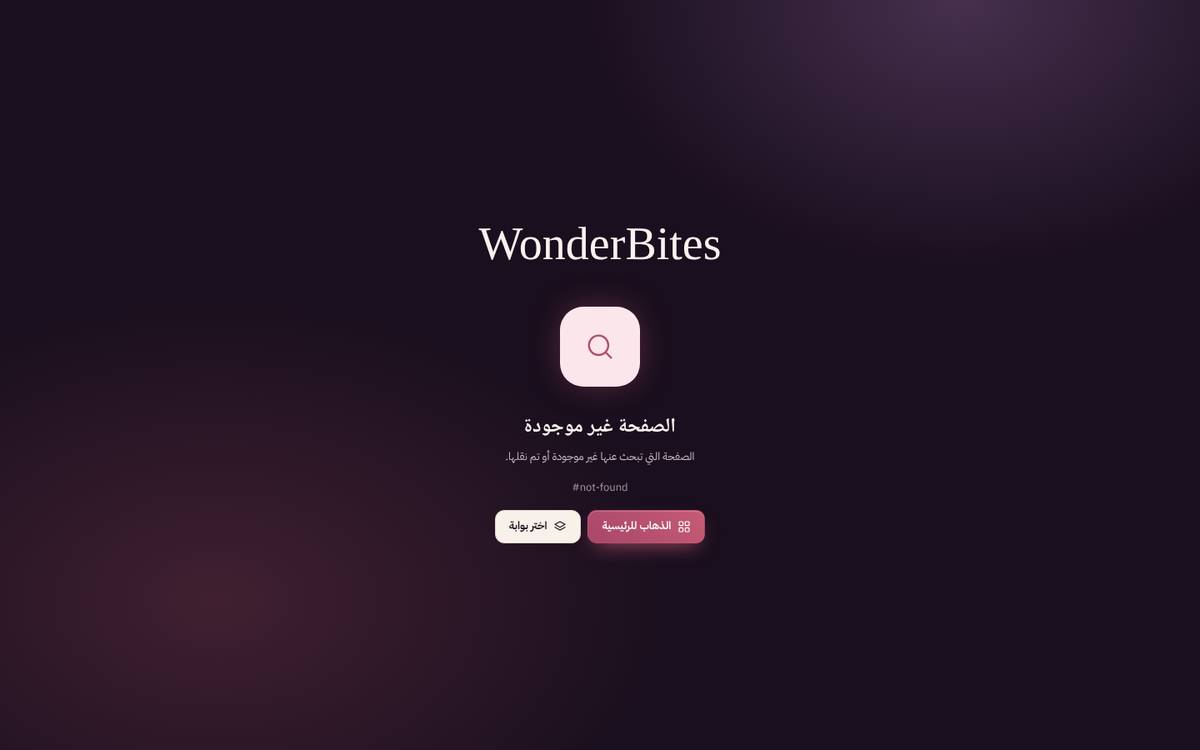 WonderBites
الصفحة غير موجودة
الصفحة التي تبحث عنها غير موجودة أو تم نقلها.
#not-found
الذهاب للرئيسية
اختر بوابة